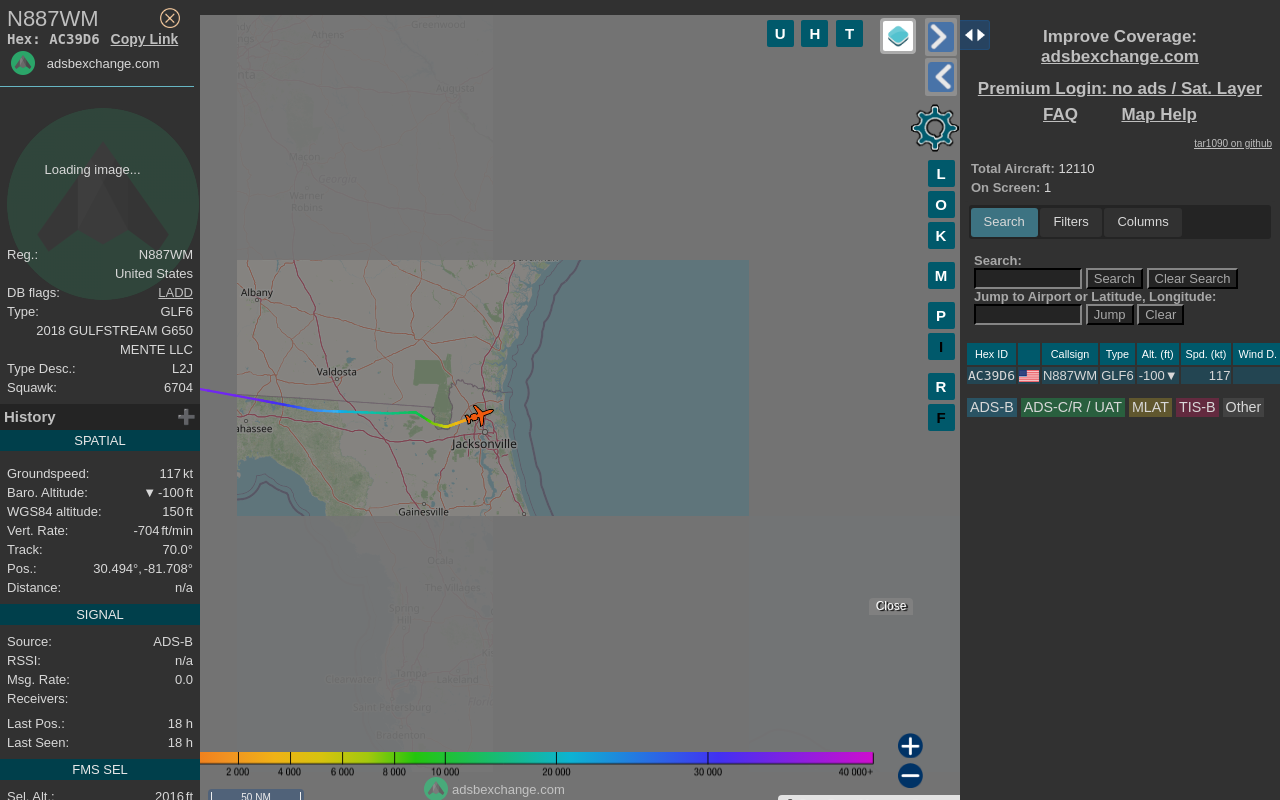 N887WM
Hex: AC39D6 Copy Link
adsbexchange.com
Loading image...
Reg.: N887WM
United States
DB flags: LADD
Type: GLF6
2018 GULFSTREAM G650
MENTE LLC
Type Desc.: L2J
Squawk: 6704
History
SPATIAL
Groundspeed: 117 kt
Baro. Altitude: ▼ -100 ft
WGS84 altitude: 150 ft
Vert. Rate: -704 ft/min
Track: 70.0°
Pos.: 30.494°, -81.708°
Distance: n/a
SIGNAL
Source: ADS-B
RSSI: n/a
Msg. Rate: 0.0
Receivers:
Last Pos.: 18 h
Last Seen: 18 h
FMS SEL
Sel. Alt.: 2016 ft
Greenwood
Athens
Augusta
Macon
Georgia
Warner
Robins
Albany
Valdosta
Jacksonville
Gainesville
Ocala
The Villages
Spring
Hill
Tampa
Lakeland
Clearwater
Saint Petersburg
Bradenton
U H T
L
O
K
M
P
I
R
F
Close
2 000 4 000 6 000 8 000 10 000 20 000 30 000 40 000+
adsbexchange.com
50 NM
Improve Coverage:
adsbexchange.com
Premium Login: no ads / Sat. Layer
FAQ Map Help
tar1090 on github
Total Aircraft: 12110
On Screen: 1
Search Filters Columns
Search:
Search Clear Search
Jump to Airport or Latitude, Longitude:
Jump Clear
Hex ID Callsign Type Alt. (ft) Spd. (kt) Wind D.
AC39D6 N887WM GLF6 -100▼ 117
ADS-B ADS-C/R / UAT MLAT TIS-B Other